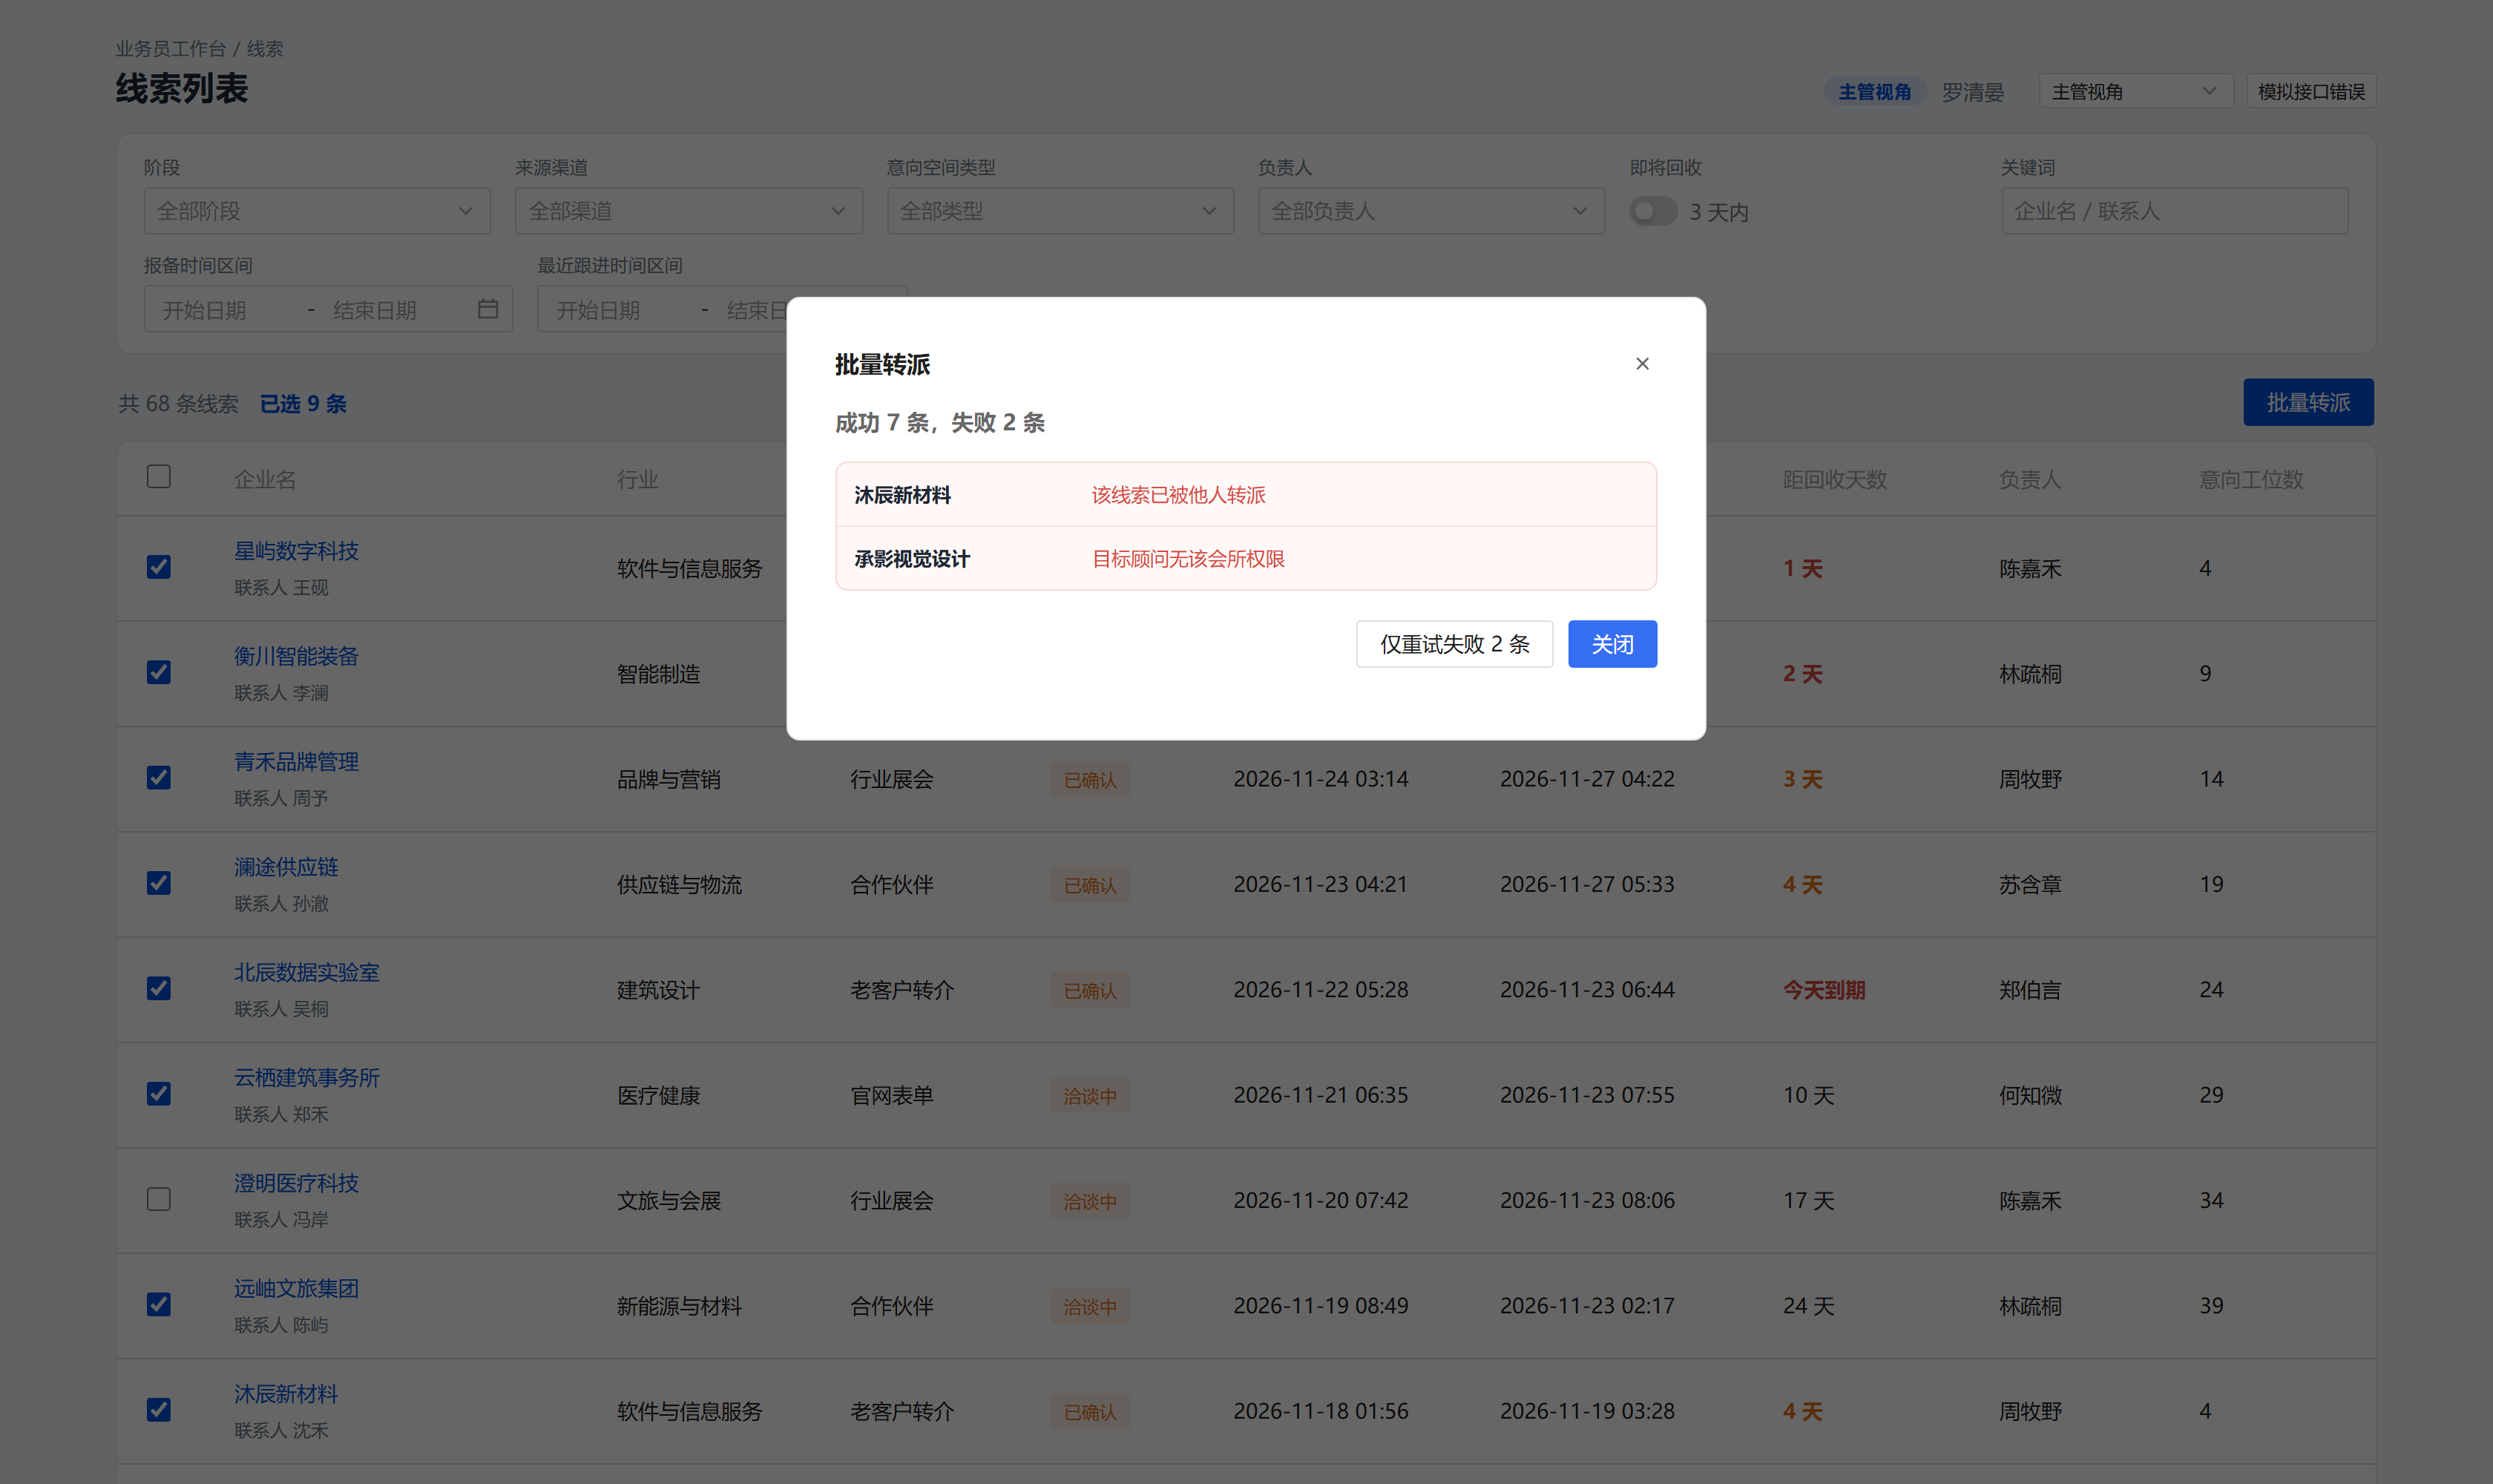 业务员工作台 / 线索
线索列表
主管视角 罗清晏 主管视角 模拟接口错误
阶段 来源渠道 意向空间类型 负责人 即将回收 关键词
全部阶段 全部渠道 全部类型 全部负责人 3 天内 企业名 / 联系人
报备时间区间 最近跟进时间区间
开始日期 - 结束日期 开始日期 - 结束日
批量转派
成功 7 条，失败 2 条
沐辰新材料 该线索已被他人转派
承影视觉设计 目标顾问无该会所权限
仅重试失败 2 条 关闭
共 68 条线索 已选 9 条 批量转派
企业名 行业 距回收天数 负责人 意向工位数
星屿数字科技
联系人 王砚
软件与信息服务 1 天 陈嘉禾 4
衡川智能装备
联系人 李澜
智能制造 2 天 林疏桐 9
青禾品牌管理
联系人 周予
品牌与营销 行业展会 已确认 2026-11-24 03:14 2026-11-27 04:22 3 天 周牧野 14
澜途供应链
联系人 孙澈
供应链与物流 合作伙伴 已确认 2026-11-23 04:21 2026-11-27 05:33 4 天 苏含章 19
北辰数据实验室
联系人 吴桐
建筑设计 老客户转介 已确认 2026-11-22 05:28 2026-11-23 06:44 今天到期 郑伯言 24
云栖建筑事务所
联系人 郑禾
医疗健康 官网表单 洽谈中 2026-11-21 06:35 2026-11-23 07:55 10 天 何知微 29
澄明医疗科技
联系人 冯岸
文旅与会展 行业展会 洽谈中 2026-11-20 07:42 2026-11-23 08:06 17 天 陈嘉禾 34
远岫文旅集团
联系人 陈屿
新能源与材料 合作伙伴 洽谈中 2026-11-19 08:49 2026-11-23 02:17 24 天 林疏桐 39
沐辰新材料
联系人 沈禾
软件与信息服务 老客户转介 已确认 2026-11-18 01:56 2026-11-19 03:28 4 天 周牧野 4